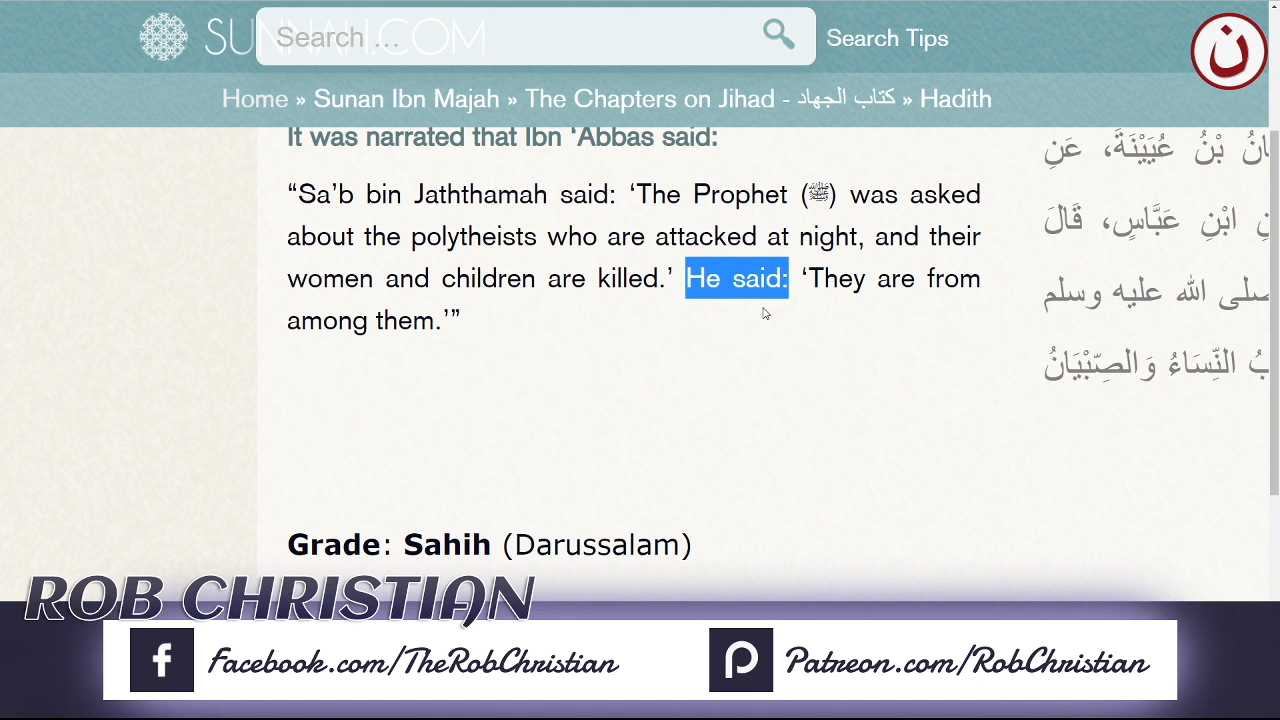 SUNNAH.COM
Search ...
Search Tips
ن
Home » Sunan Ibn Majah » The Chapters on Jihad - كتاب الجهاد » Hadith
It was narrated that Ibn ‘Abbas said:
“Sa’b bin Jaththamah said: ‘The Prophet (ﷺ) was asked
about the polytheists who are attacked at night, and their
women and children are killed.’ He said: ‘They are from
among them.’”
بْنُ عُيَيْنَةَ، عَنِ
ابْنِ عَبَّاسٍ، قَالَ
صلى الله عليه وسلم
النِّسَاءُ وَالصِّبْيَانُ
Grade: Sahih (Darussalam)
ROB CHRISTIAN
Facebook.com/TheRobChristian
Patreon.com/RobChristian